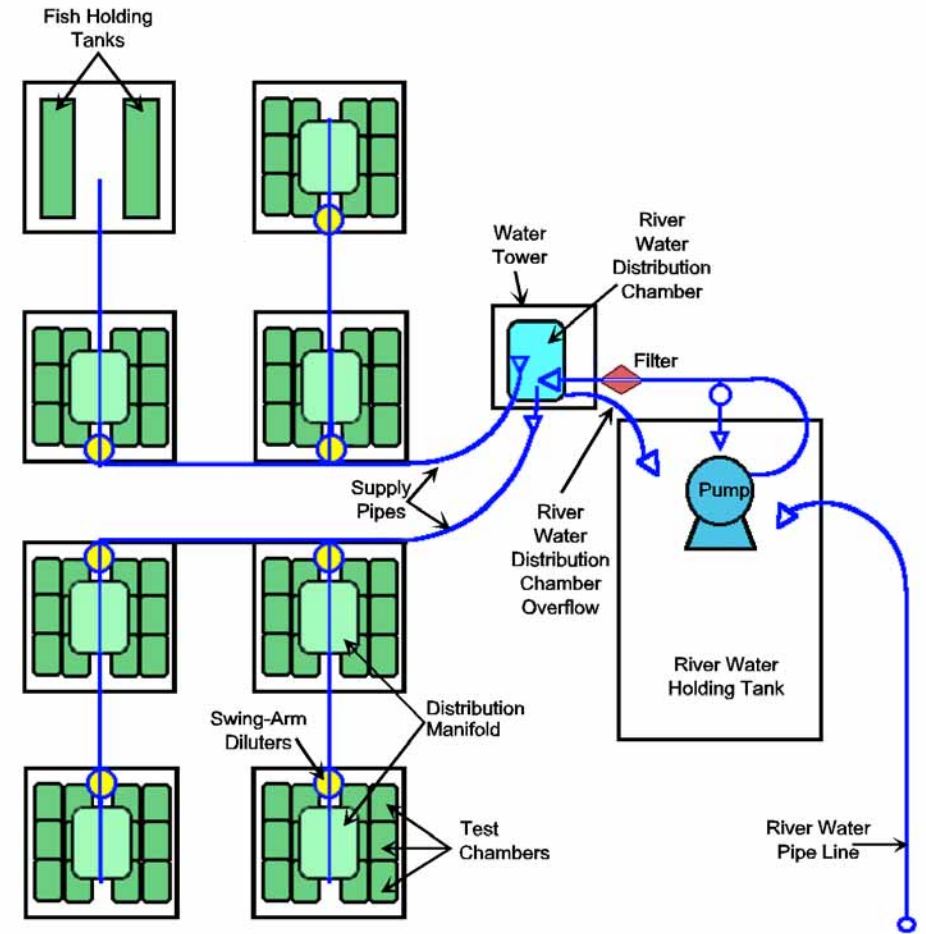 Fish Holding
Tanks
Water
Tower
River
Water
Distribution
Chamber
Filter
Pump
Supply
Pipes
River
Water
Distribution
Chamber
Overflow
River Water
Holding Tank
Swing-Arm
Diluters
Distribution
Manifold
Test
Chambers
River Water
Pipe Line